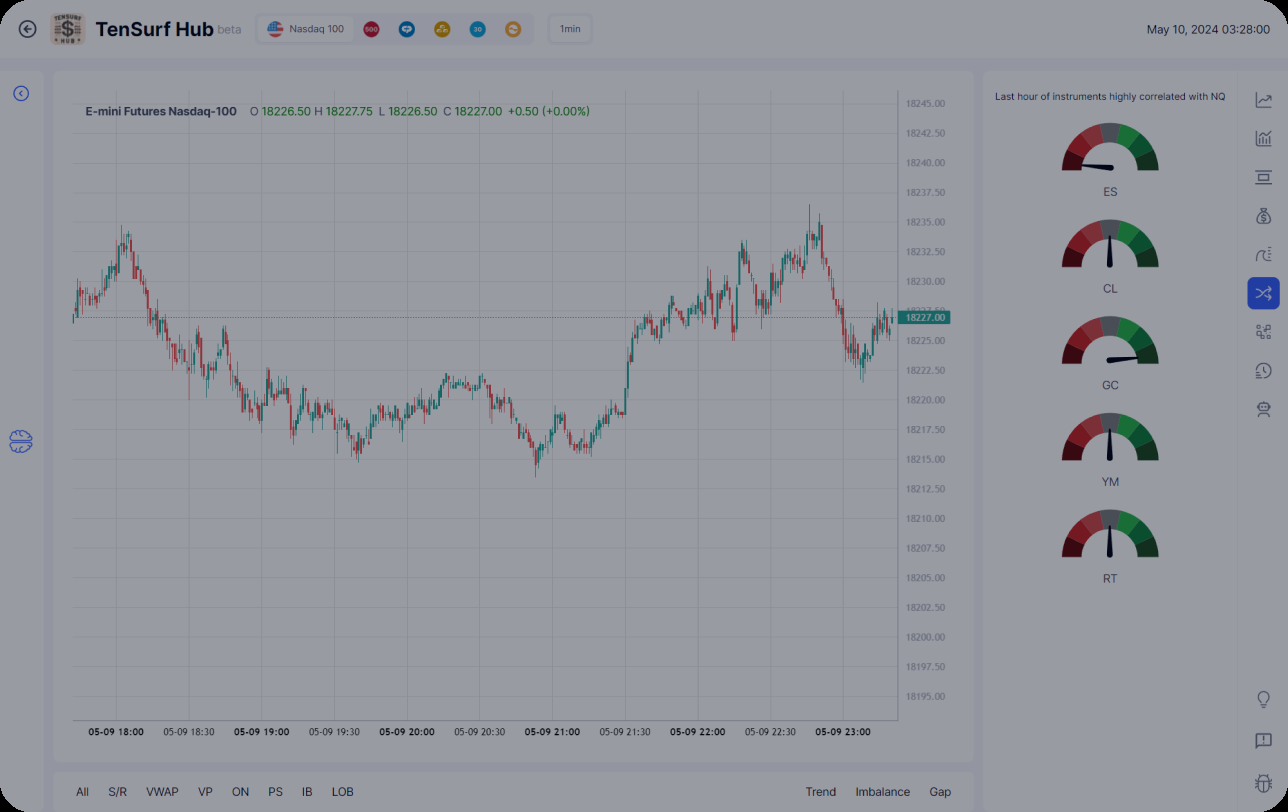 TENSURF
HUB
TenSurf Hub beta
Nasdaq 100
500
30
1min
May 10, 2024 03:28:00
E-mini Futures Nasdaq-100 O 18226.50 H 18227.75 L 18226.50 C 18227.00 +0.50 (+0.00%)
18245.00
18242.50
18240.00
18237.50
18235.00
18232.50
18230.00
18227.00
18225.00
18222.50
18220.00
18217.50
18215.00
18212.50
18210.00
18207.50
18205.00
18202.50
18200.00
18197.50
18195.00
05-09 18:00 05-09 18:30 05-09 19:00 05-09 19:30 05-09 20:00 05-09 20:30 05-09 21:00 05-09 21:30 05-09 22:00 05-09 22:30 05-09 23:00
All S/R VWAP VP ON PS IB LOB Trend Imbalance Gap
Last hour of instruments highly correlated with NQ
ES
CL
GC
YM
RT